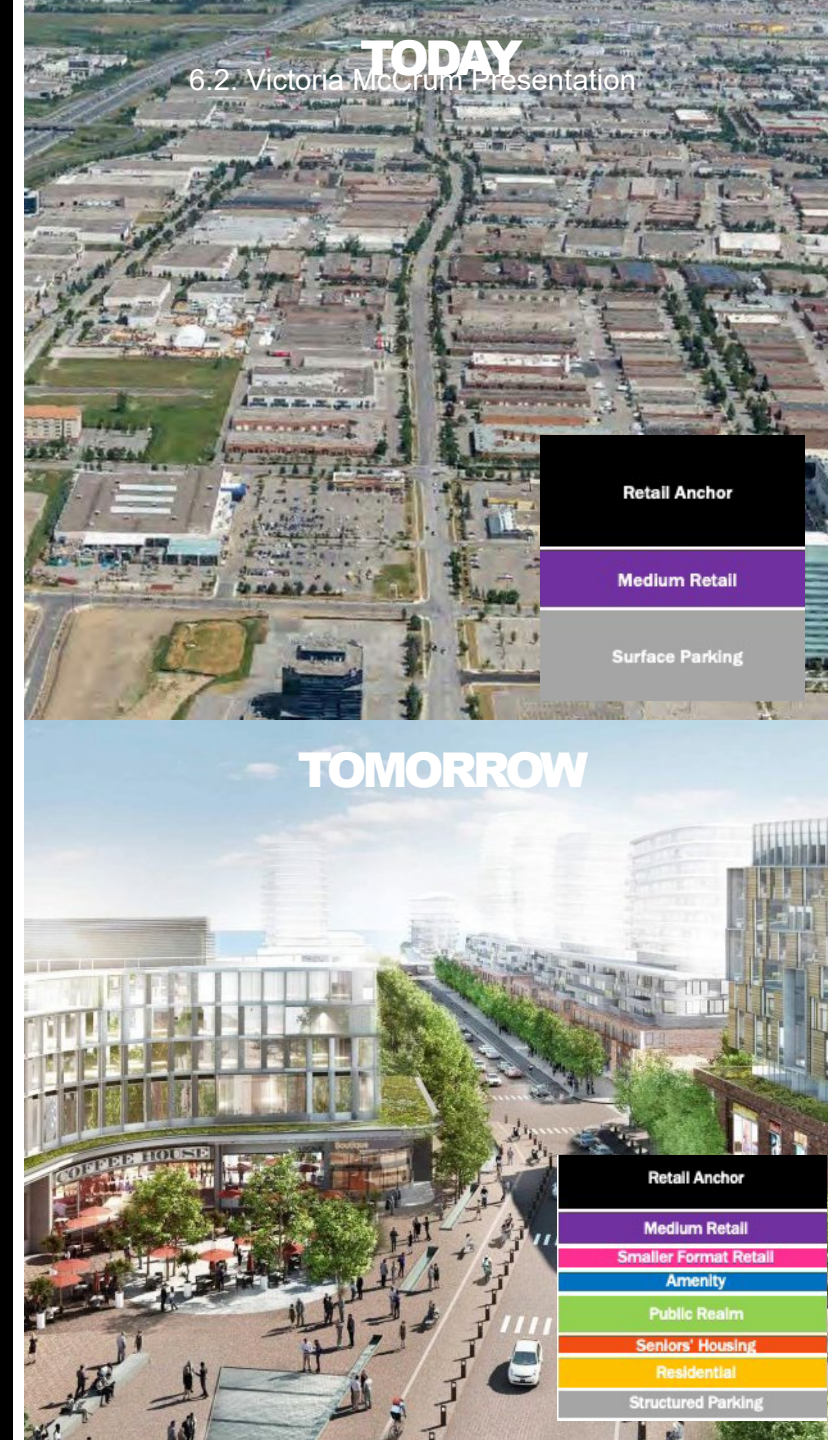 TODAY
6.2. Victoria McCrum Presentation
Retail Anchor
Medium Retail
Surface Parking
TOMORROW
COFFEE HOUSE
Boutique
Retail Anchor
Medium Retail
Smaller Format Retail
Amenity
Public Realm
Seniors' Housing
Residential
Structured Parking